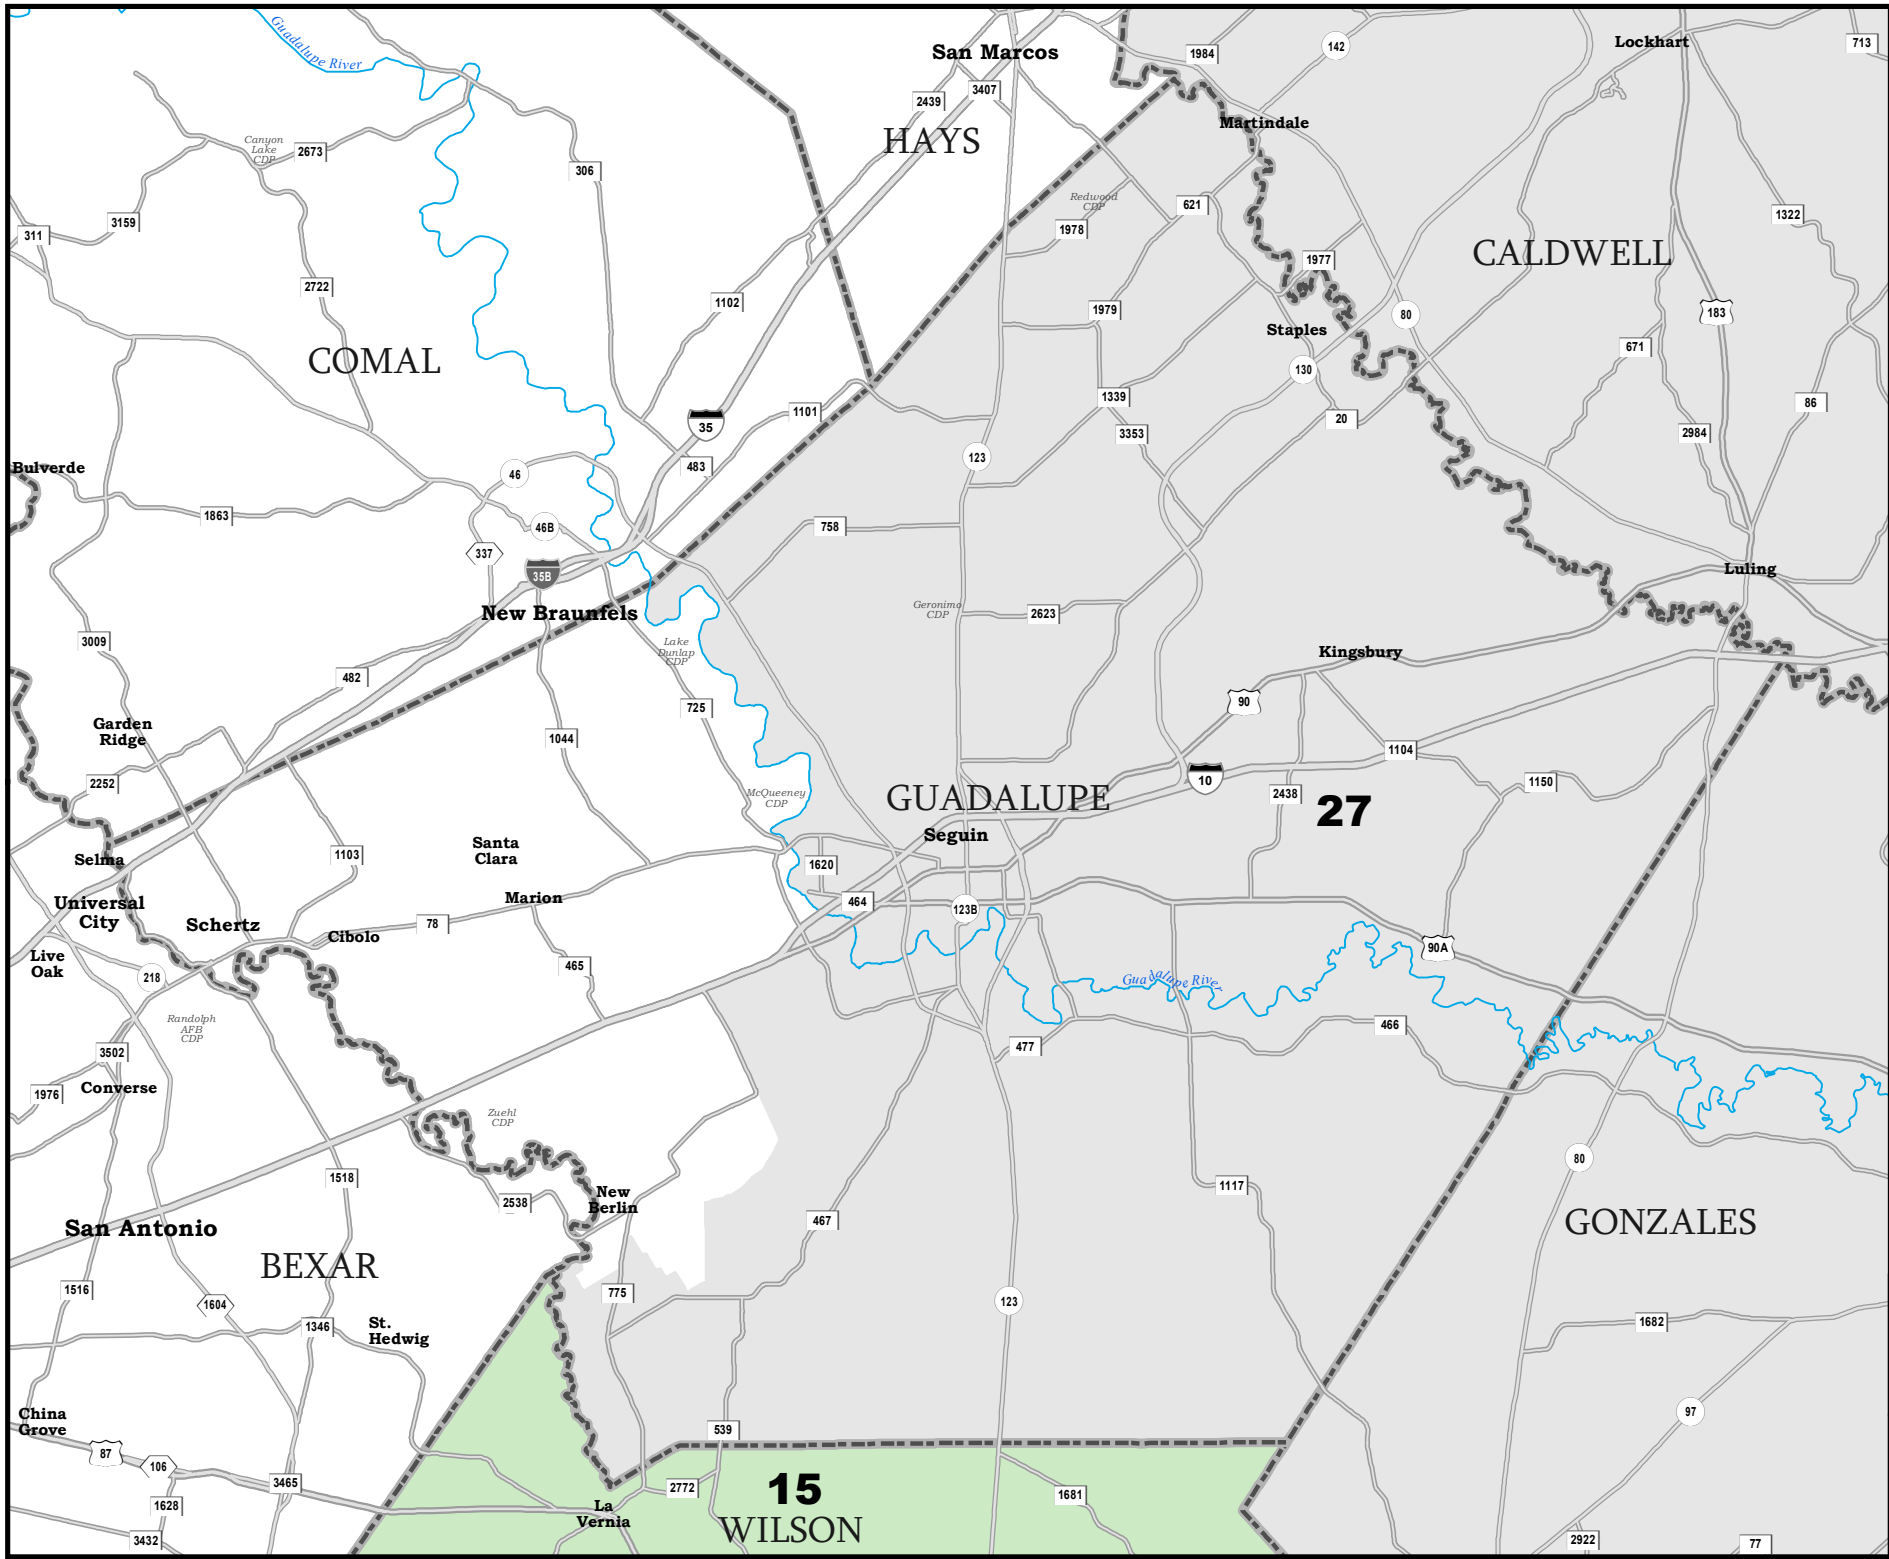 Guadalupe River
San Marcos
1984
142
Lockhart
713
2439
3407
HAYS
Martindale
Canyon
Lake
CDP
2673
306
Redwood
CDP
621
1978
1322
311
3159
CALDWELL
1977
2722
1102
1979
80
183
Staples
COMAL
671
130
1339
86
1101
35
20
3353
2984
123
Bulverde
46
483
1863
46B
758
337
35B
Luling
New Braunfels
Geronimo
CDP
2623
3009
Lake
Dunlap
CDP
Kingsbury
482
90
725
Garden
Ridge
1044
1104
10
2252
1150
McQueeney
CDP
GUADALUPE
2438
27
Seguin
Selma
1103
Santa
Clara
1620
Universal
City
Marion
464
123B
Schertz
78
Cibolo
90A
Live
Oak
218
465
Guadalupe River
Randolph
AFB
CDP
466
3502
477
Converse
1976
Zuehl
CDP
80
1518
1117
2538
New
Berlin
San Antonio
467
GONZALES
BEXAR
1516
775
1604
123
1346
St.
Hedwig
1682
China
Grove
97
539
87
106
3465
2772
15
1681
1628
La
Vernia
WILSON
3432
2922
77